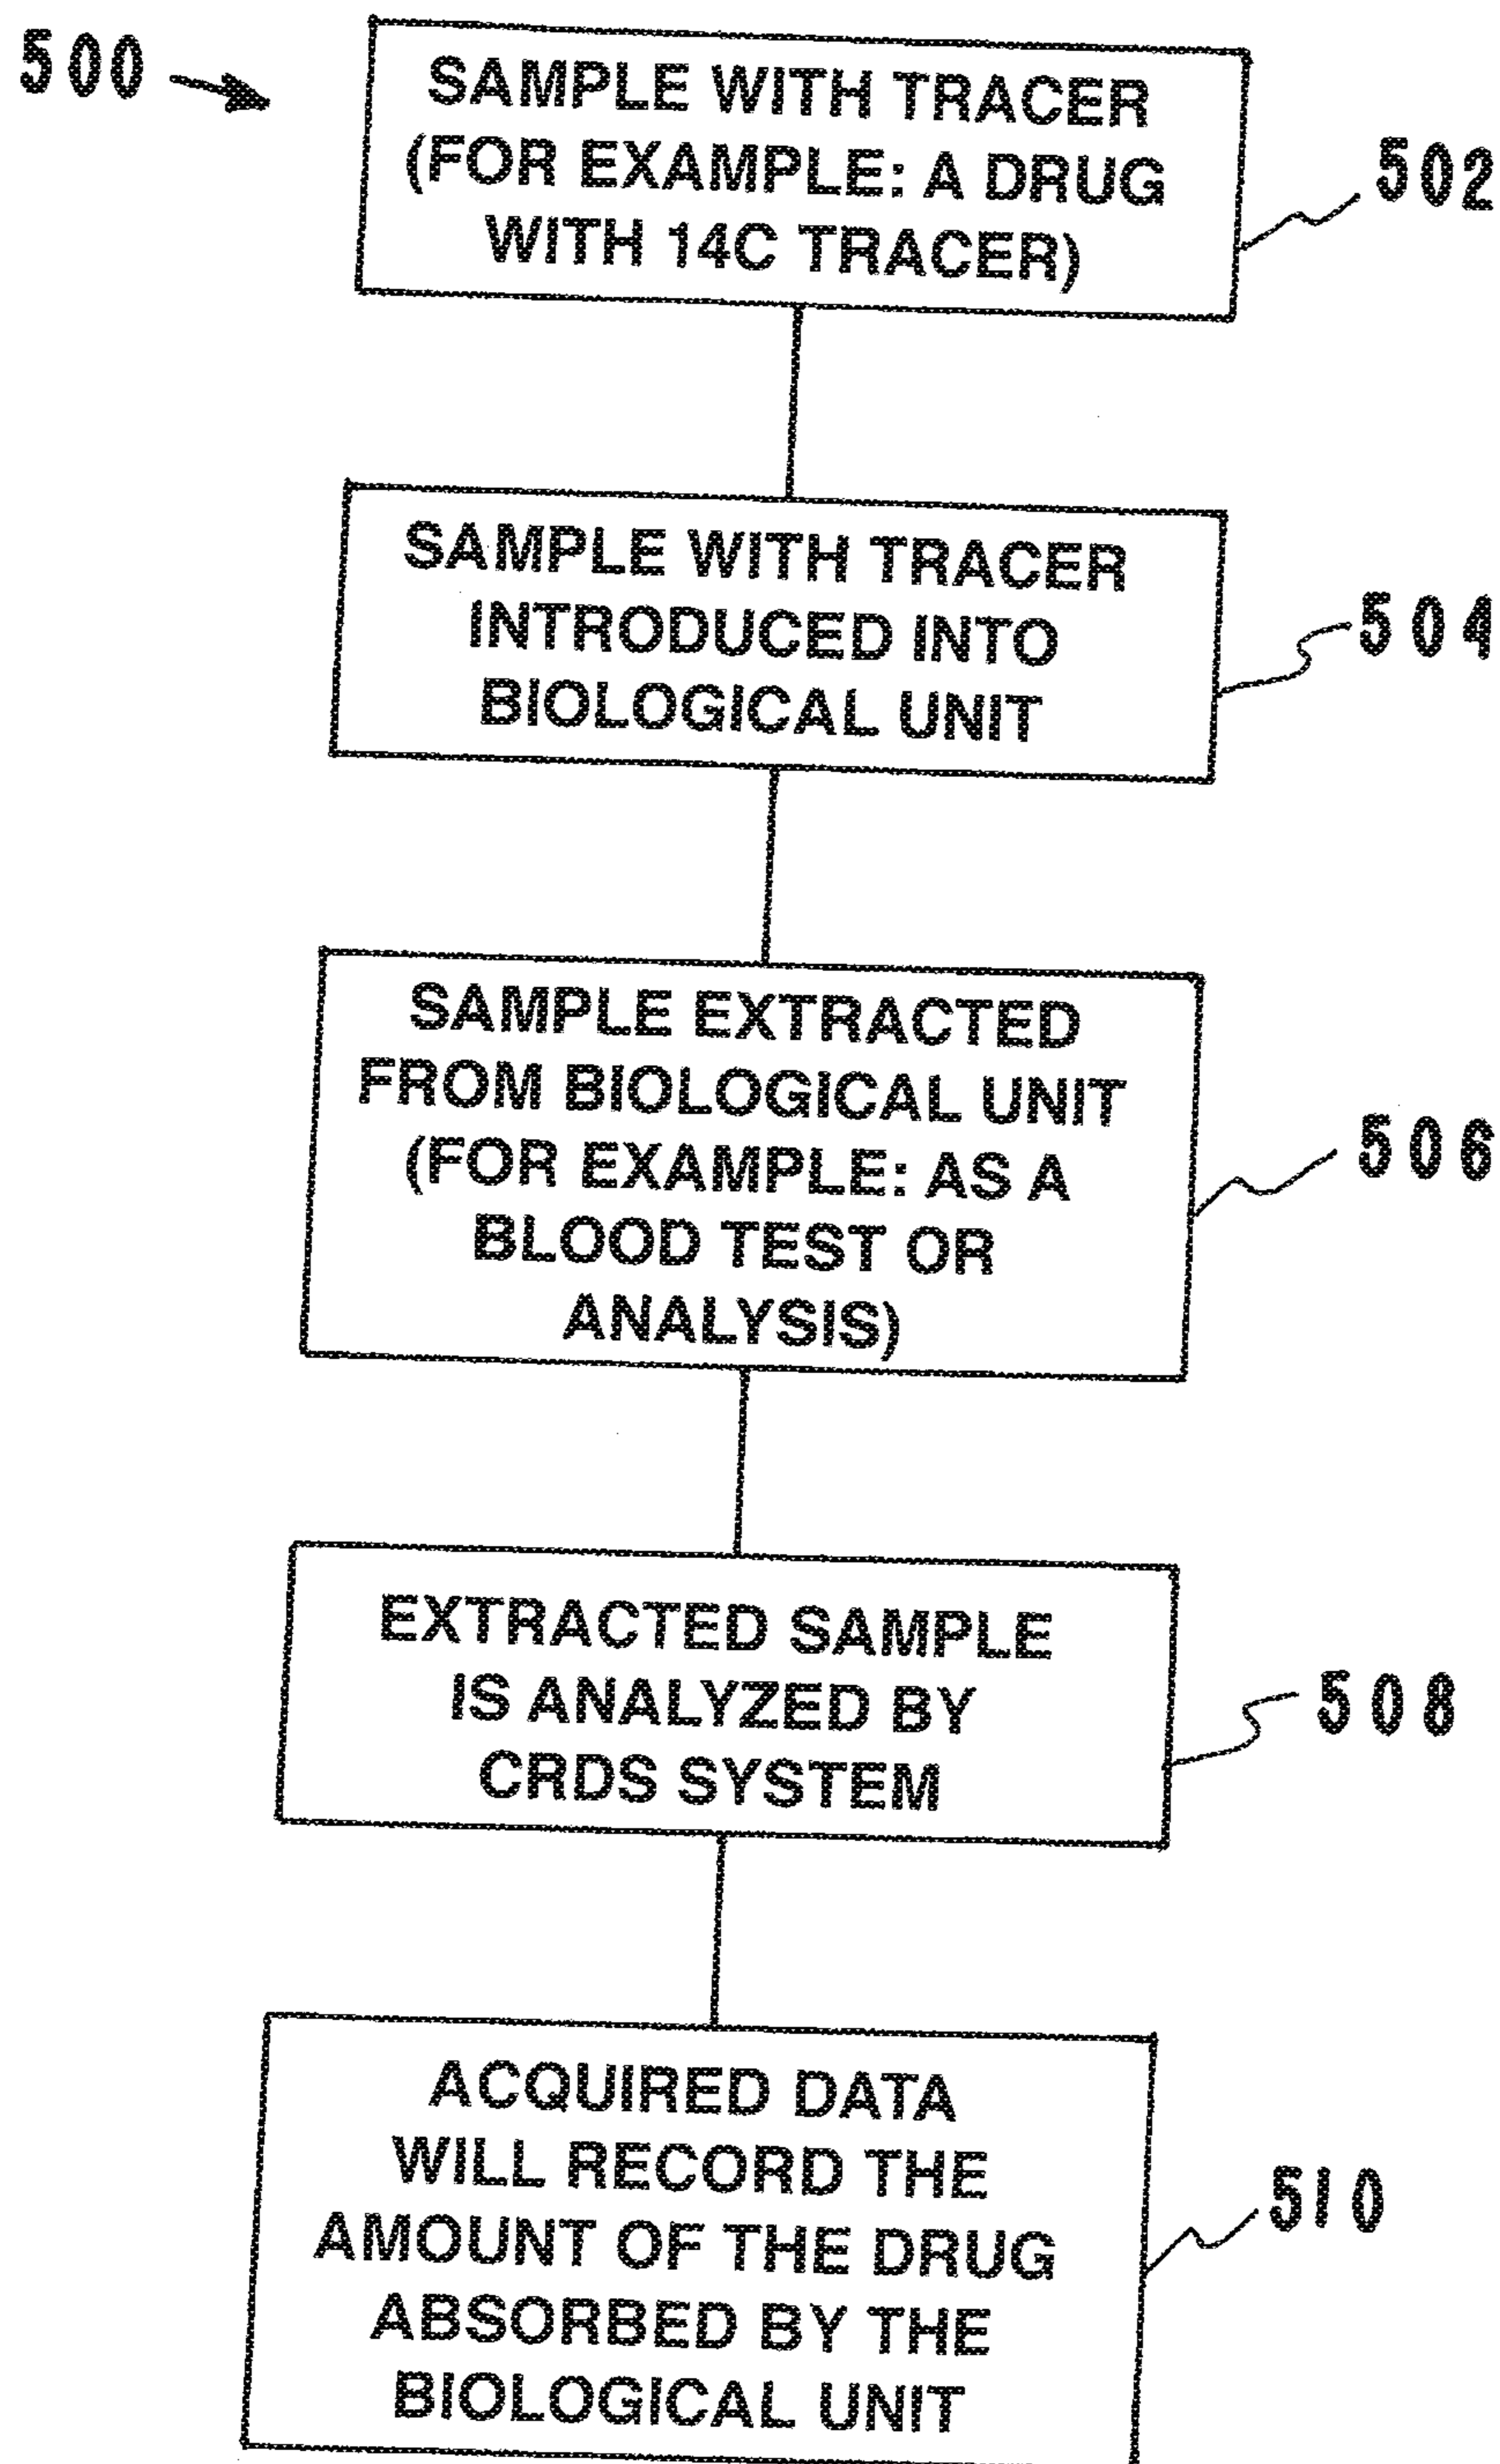 500
SAMPLE WITH TRACER
(FOR EXAMPLE: A DRUG
WITH 14C TRACER)
502
SAMPLE WITH TRACER
INTRODUCED INTO
BIOLOGICAL UNIT
504
SAMPLE EXTRACTED
FROM BIOLOGICAL UNIT
(FOR EXAMPLE: AS A
BLOOD TEST OR
ANALYSIS)
506
EXTRACTED SAMPLE
IS ANALYZED BY
CRDS SYSTEM
508
ACQUIRED DATA
WILL RECORD THE
AMOUNT OF THE DRUG
ABSORBED BY THE
BIOLOGICAL UNIT
510